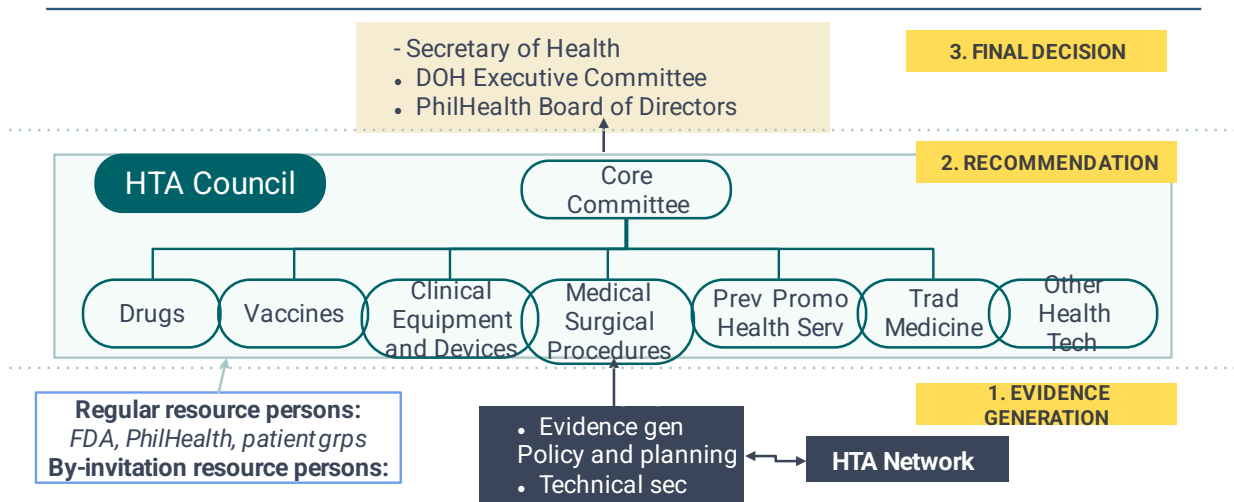 - Secretary of Health
• DOH Executive Committee
• PhilHealth Board of Directors
3. FINAL DECISION
2. RECOMMENDATION
HTA Council
Core
Committee
Drugs
Vaccines
Clinical
Equipment
and Devices
Medical
Surgical
Procedures
Prev Promo
Health Serv
Trad
Medicine
Other
Health
Tech
1. EVIDENCE
GENERATION
Regular resource persons:
FDA, PhilHealth, patient grps
By-invitation resource persons:
• Evidence gen
Policy and planning
• Technical sec
HTA Network